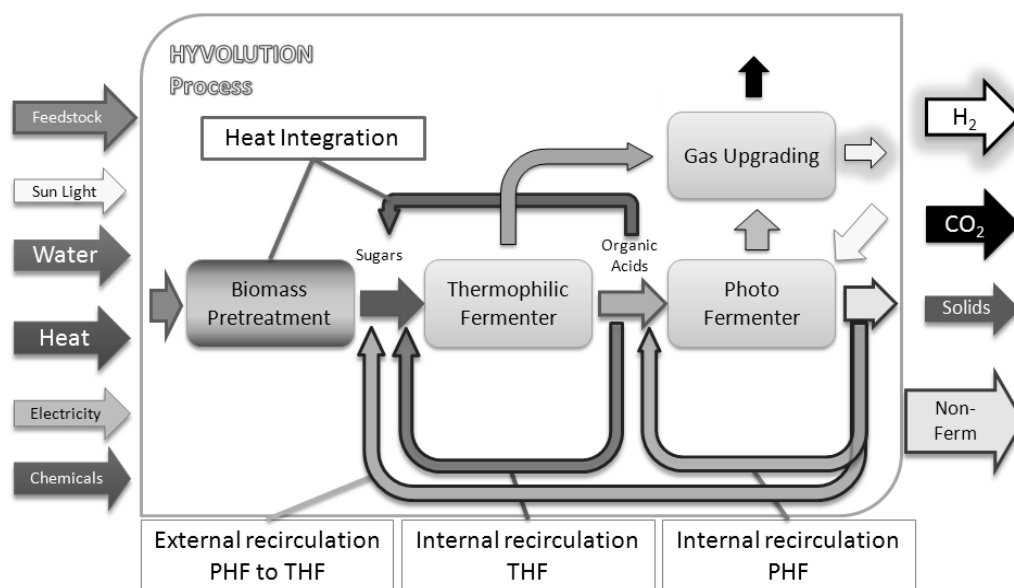 HYVOLUTION
Process
Feedstock
Sun Light
Water
Heat
Electricity
Chemicals
Heat Integration
Sugars
Organic
Acids
Biomass
Pretreatment
Thermophilic
Fermenter
Photo
Fermenter
Gas Upgrading
H₂
CO₂
Solids
Non-
Ferm
External recirculation
PHF to THF
Internal recirculation
THF
Internal recirculation
PHF